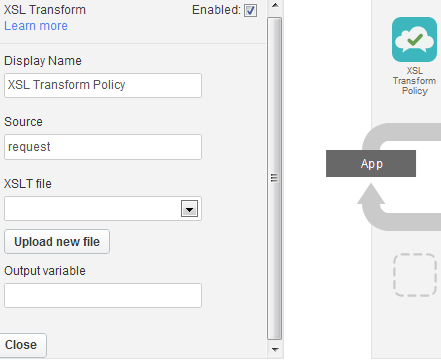 XSL Transform Enabled:
Learn more
Display Name
XSL Transform Policy
Source
request
XSLT file
Upload new file
Output variable
Close
XSL
Transform
Policy
App